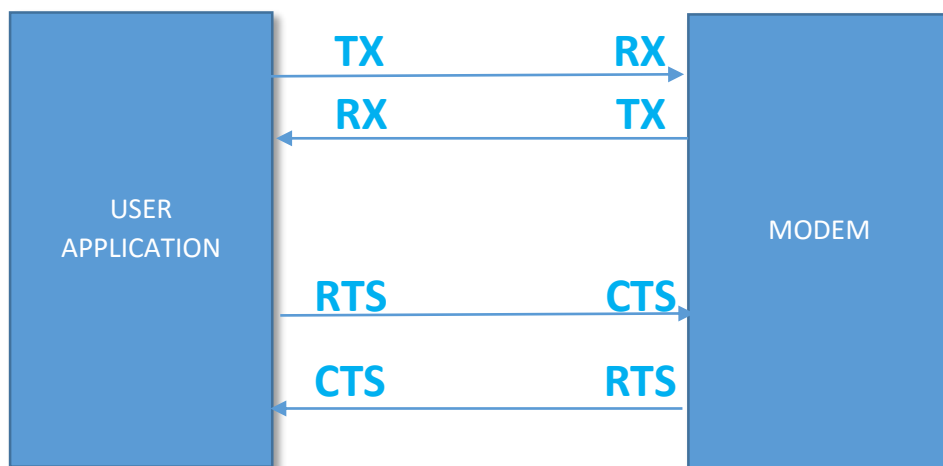 TX RX
RX TX
USER
APPLICATION
MODEM
RTS CTS
CTS RTS